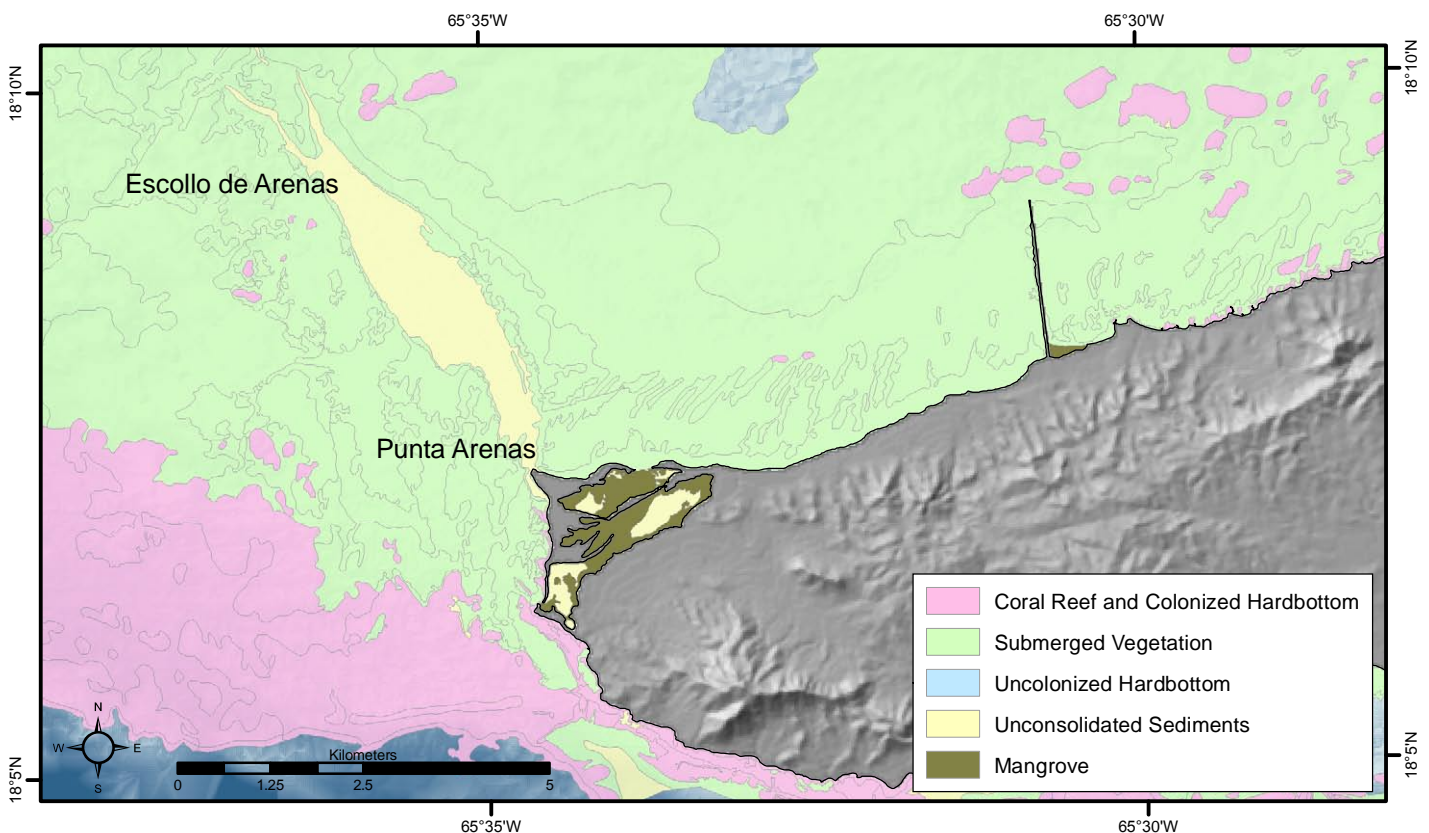 65°35'W
65°30'W
18°10'N
18°10'N
Escollo de Arenas
Punta Arenas
Coral Reef and Colonized Hardbottom
Submerged Vegetation
Uncolonized Hardbottom
Unconsolidated Sediments
Mangrove
N
W
E
S
Kilometers
0
1.25
2.5
5
18°5'N
18°5'N
65°35'W
65°30'W